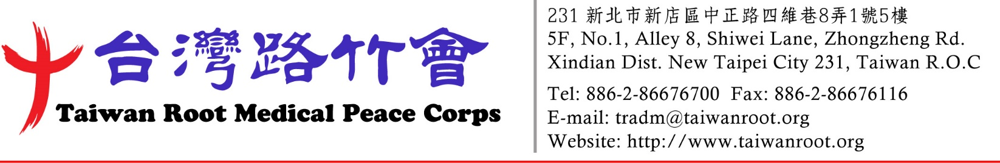 台灣路竹會
Taiwan Root Medical Peace Corps
231 新北市新店區中正路四維巷8弄1號5樓
5F, No.1, Alley 8, Shiwei Lane, Zhongzheng Rd.
Xindian Dist. New Taipei City 231, Taiwan R.O.C
Tel: 886-2-86676700  Fax: 886-2-86676116
E-mail: tradm@taiwanroot.org
Website: http://www.taiwanroot.org